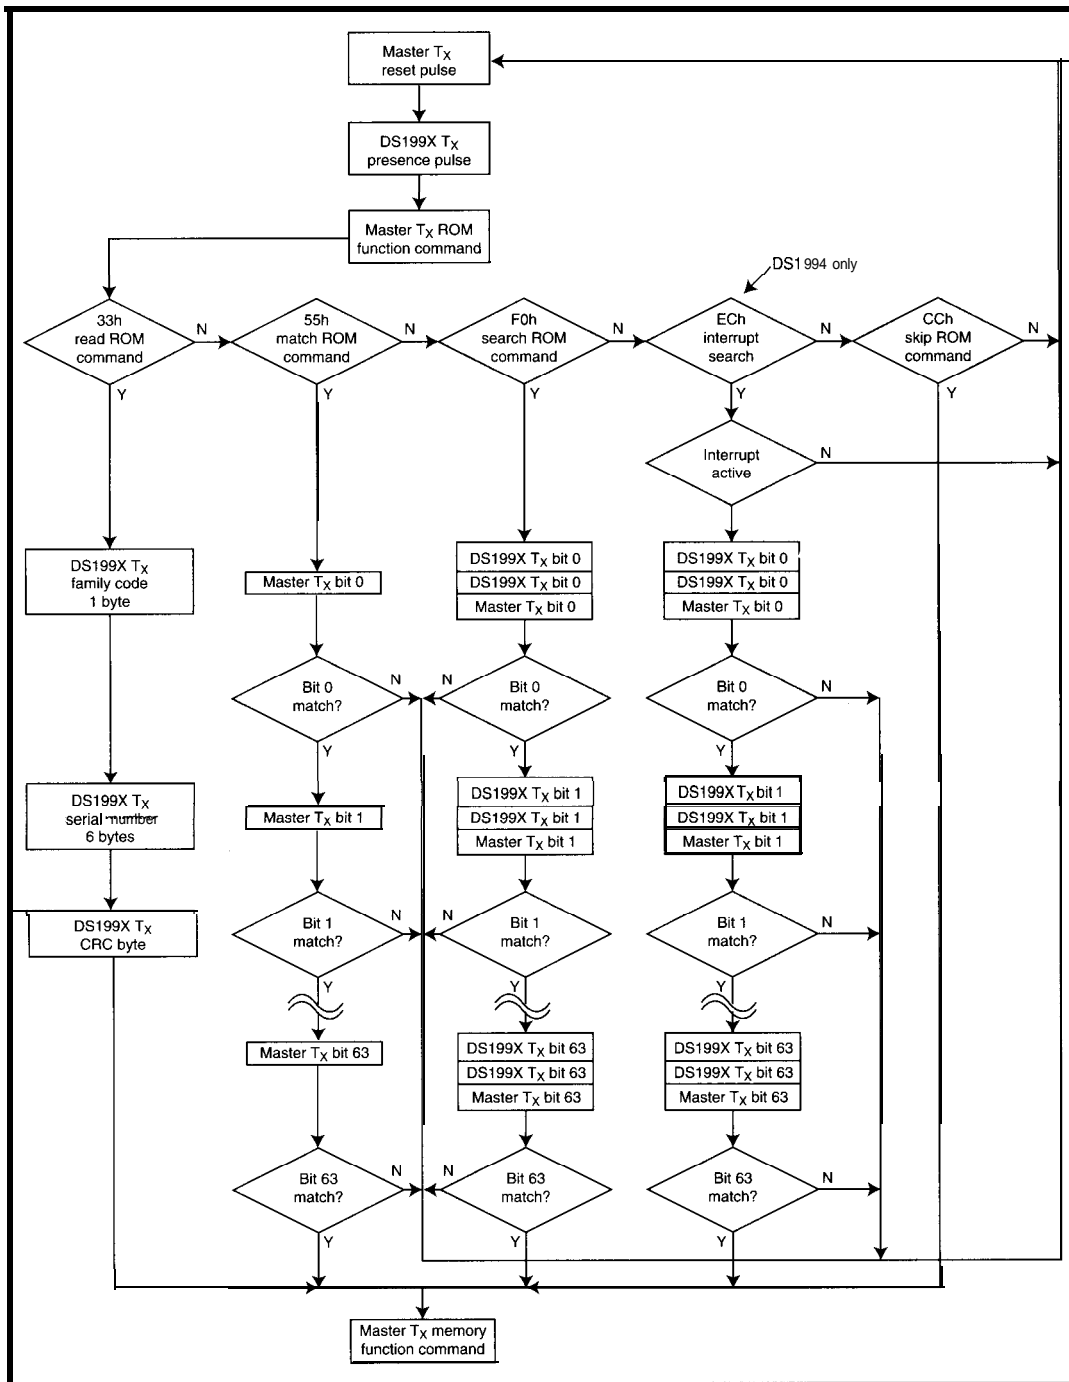 Master TX
reset pulse
DS199X TX
presence pulse
Master TX ROM
function command
DS1994 only
33h
read ROM
command
N
Y
55h
match ROM
command
N
Y
F0h
search ROM
command
N
Y
ECh
interrupt
search
N
Y
CCh
skip ROM
command
N
Y
Interrupt
active
N
DS199X TX
family code
1 byte
Master TX bit 0
DS199X TX bit 0
DS199X TX bit 0
Master TX bit 0
DS199X TX bit 0
DS199X TX bit 0
Master TX bit 0
Bit 0
match?
N
Y
N
Bit 0
match?
Y
Bit 0
match?
N
Y
DS199X TX
serial number
6 bytes
Master TX bit 1
DS199X TX bit 1
DS199X TX bit 1
Master TX bit 1
DS199X TX bit 1
DS199X TX bit 1
Master TX bit 1
DS199X TX
CRC byte
Bit 1
match?
N
Y
N
Bit 1
match?
Y
Bit 1
match?
N
Y
Master TX bit 63
DS199X TX bit 63
DS199X TX bit 63
Master TX bit 63
DS199X TX bit 63
DS199X TX bit 63
Master TX bit 63
Bit 63
match?
N
Y
N
Bit 63
match?
Y
Bit 63
match?
N
Y
Master TX memory
function command